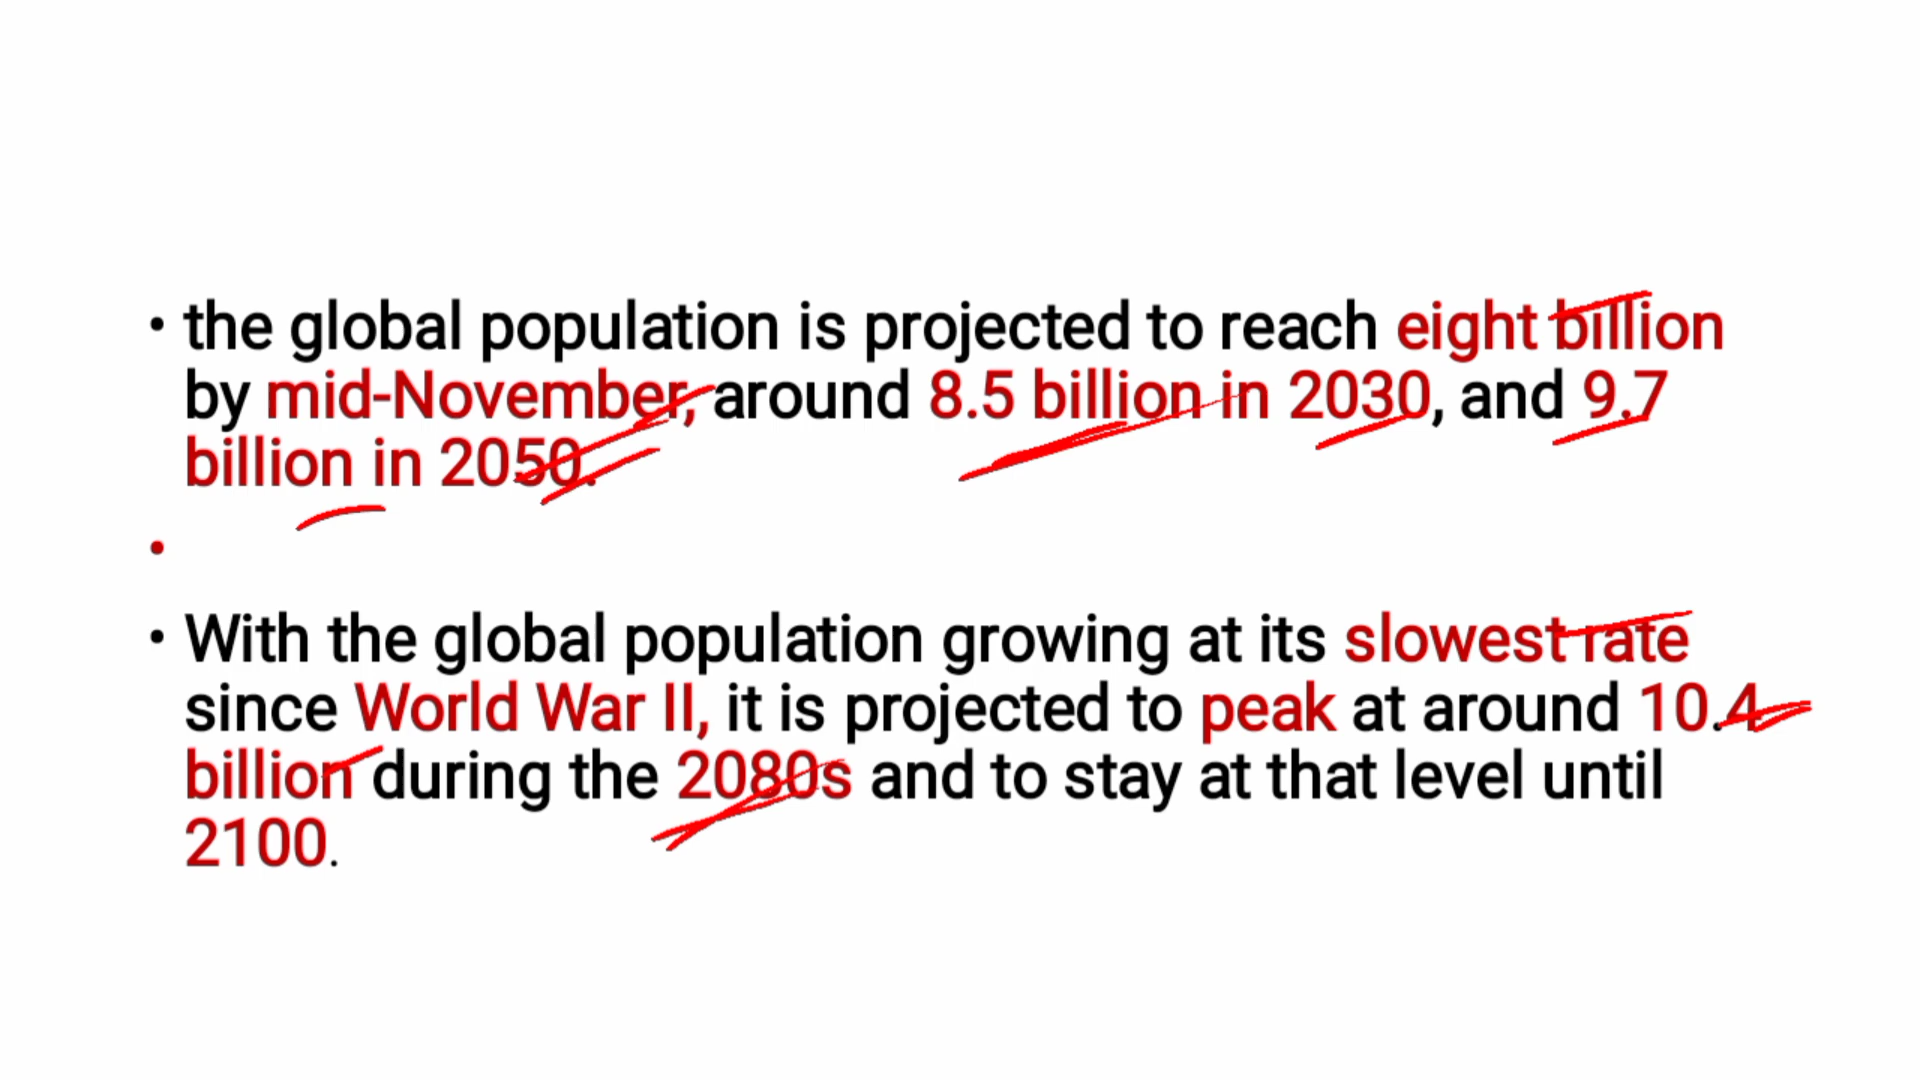 • the global population is projected to reach eight billion
by mid-November, around 8.5 billion in 2030, and 9.7
billion in 2050.
•
• With the global population growing at its slowest rate
since World War II, it is projected to peak at around 10.4
billion during the 2080s and to stay at that level until
2100.